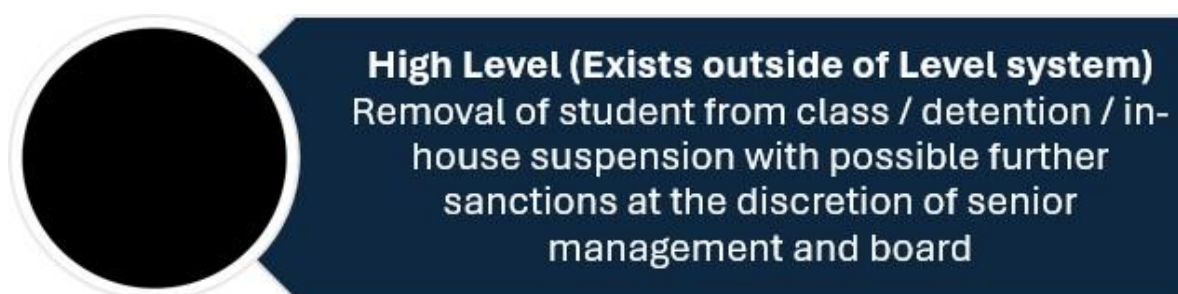 High Level (Exists outside of Level system)
Removal of student from class / detention / in-
house suspension with possible further
sanctions at the discretion of senior
management and board